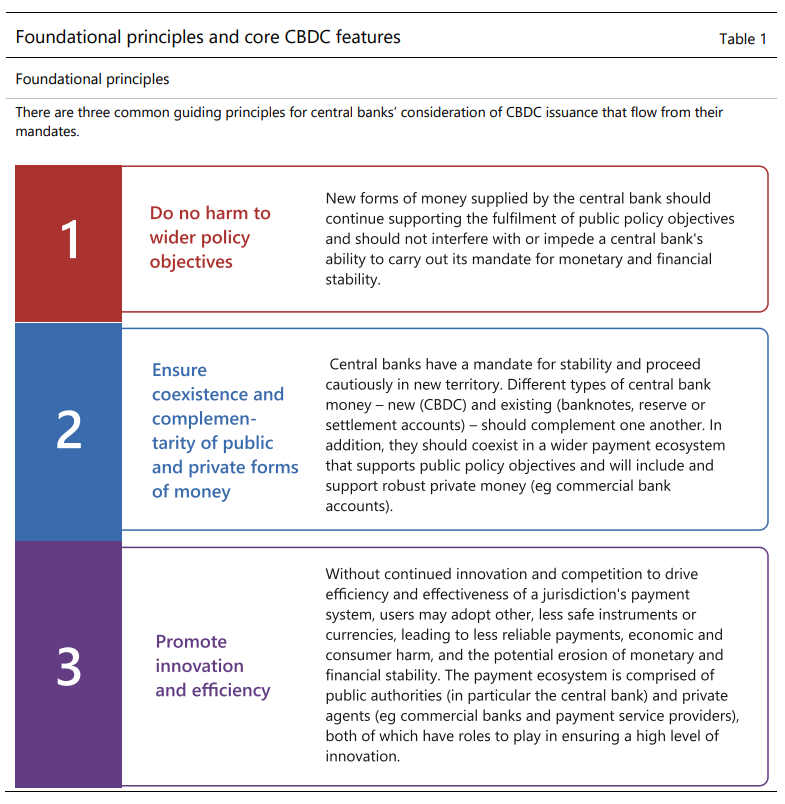 Foundational principles and core CBDC features
Table 1
Foundational principles
There are three common guiding principles for central banks’ consideration of CBDC issuance that flow from their
mandates.
1
Do no harm to
wider policy
objectives
New forms of money supplied by the central bank should
continue supporting the fulfilment of public policy objectives
and should not interfere with or impede a central bank's
ability to carry out its mandate for monetary and financial
stability.
2
Ensure
coexistence and
complemen-
tarity of public
and private forms
of money
Central banks have a mandate for stability and proceed
cautiously in new territory. Different types of central bank
money – new (CBDC) and existing (banknotes, reserve or
settlement accounts) – should complement one another. In
addition, they should coexist in a wider payment ecosystem
that supports public policy objectives and will include and
support robust private money (eg commercial bank
accounts).
3
Promote
innovation
and efficiency
Without continued innovation and competition to drive
efficiency and effectiveness of a jurisdiction's payment
system, users may adopt other, less safe instruments or
currencies, leading to less reliable payments, economic and
consumer harm, and the potential erosion of monetary and
financial stability. The payment ecosystem is comprised of
public authorities (in particular the central bank) and private
agents (eg commercial banks and payment service providers),
both of which have roles to play in ensuring a high level of
innovation.